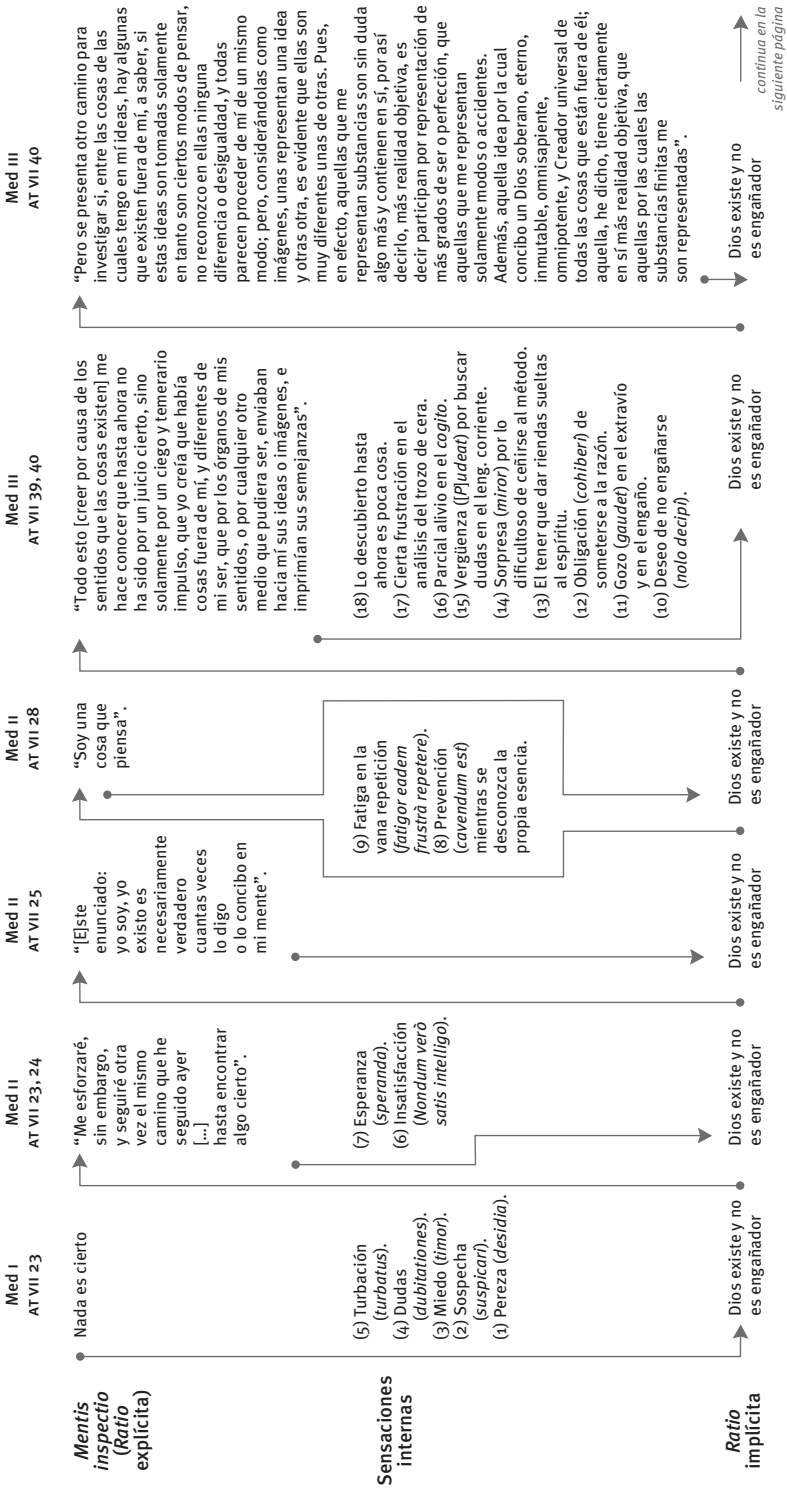 Med I
AT VII 23
Med II
AT VII 23, 24
Med II
AT VII 25
Med II
AT VII 28
Med III
AT VII 39, 40
Med III
AT VII 40
Mentis
inspectio
(Ratio
explícita)
Nada es cierto
“Me esforzaré,
sin embargo,
y seguiré otra
vez el mismo
camino que he
seguido ayer
[...]
hasta encontrar
algo cierto”.
“[E]ste
enunciado:
yo soy, yo
existo es
necesariamente
verdadero
cuantas veces
lo digo
o lo concibo en
mi mente”.
“Soy una
cosa que
piensa”.
“Todo esto [creer por causa de los
sentidos que las cosas existen] me
hace conocer que hasta ahora no
ha sido por un juicio cierto, sino
solamente por un ciego y temerario
impulso, que yo creía que había
cosas fuera de mí, y diferentes de
mi ser, que por los órganos de mis
sentidos, o por cualquier otro
medio que pudiera ser, enviaban
hacia mí sus ideas o imágenes, e
imprimían sus semejanzas”.
“Pero se presenta otro camino para
investigar si, entre las cosas de las
cuales tengo en mí ideas, hay algunas
que existen fuera de mí, a saber, si
estas ideas son tomadas solamente
en tanto son ciertos modos de pensar,
no reconozco en ellas ninguna
diferencia o desigualdad, y todas
parecen proceder de mí de un mismo
modo; pero, considerándolas como
imágenes, unas representan una idea
y otras otra, es evidente que ellas son
muy diferentes unas de otras. Pues,
en efecto, aquellas que me
representan substancias son sin duda
algo más y contienen en sí, por así
decirlo, más realidad objetiva, es
decir participan por representación de
más grados de ser o perfección, que
aquellas que me representan
solamente modos o accidentes.
Además, aquella idea por la cual
concibo un Dios soberano, eterno,
inmutable, omnisapiente,
omnipotente, y Creador universal de
todas las cosas que están fuera de él;
aquella, he dicho, tiene ciertamente
en sí más realidad objetiva, que
aquellas por las cuales las
substancias finitas me
son representadas”.
Sensaciones
internas
(5) Turbación
(turbatus).
(4) Dudas
(dubitationes).
(3) Miedo (timor).
(2) Sospecha
(suspicari).
(1) Pereza (desidia).
(7) Esperanza
(speranda).
(6) Insatisfacción
(Nondum verò
satis intelligo).
(9) Fatiga en la
vana repetición
(fatigor eadem
frustrà repetere).
(8) Prevención
(cavendum est)
mientras se
desconozca la
propia esencia.
(18) Lo descubierto hasta
ahora es poca cosa.
(17) Cierta frustración en el
análisis del trozo de cera.
(16) Parcial alivio en el cogito.
(15) Vergüenza ([P]udeat) por buscar
dudas en el leng. corriente.
(14) Sorpresa (miror) por lo
dificultoso de ceñirse al método.
(13) El tener que dar riendas sueltas
al espíritu.
(12) Obligación (cohiberi) de
someterse a la razón.
(11) Gozo (gaudet) en el extravío
y en el engaño.
(10) Deseo de no engañarse
(nolo decipi).
Ratio
implícita
Dios existe y no
es engañador
Dios existe y no
es engañador
Dios existe y no
es engañador
Dios existe y no
es engañador
Dios existe y no
es engañador
Dios existe y no
es engañador
continua en la
siguiente página